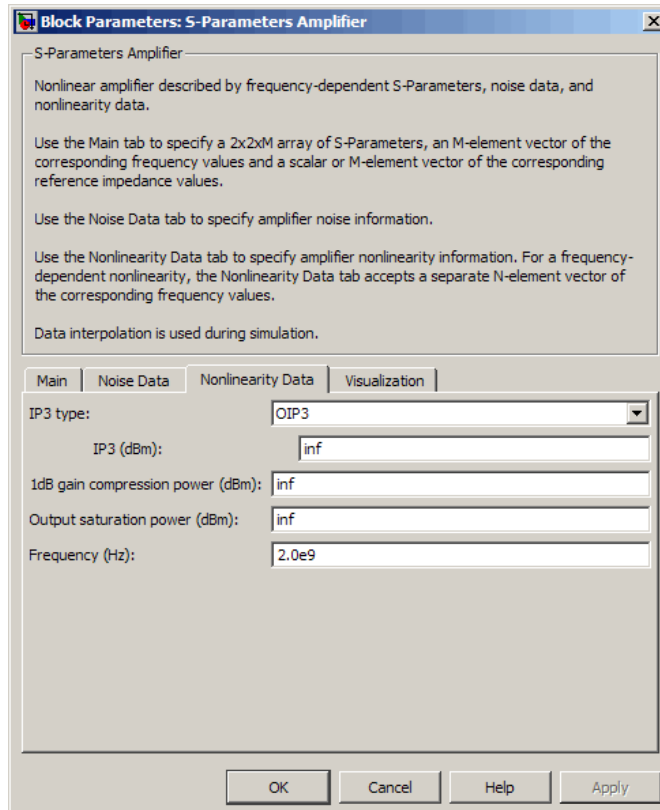 Block Parameters: S-Parameters Amplifier
S-Parameters Amplifier
Nonlinear amplifier described by frequency-dependent S-Parameters, noise data, and
nonlinearity data.
Use the Main tab to specify a 2x2xM array of S-Parameters, an M-element vector of the
corresponding frequency values and a scalar or M-element vector of the corresponding
reference impedance values.
Use the Noise Data tab to specify amplifier noise information.
Use the Nonlinearity Data tab to specify amplifier nonlinearity information. For a frequency-
dependent nonlinearity, the Nonlinearity Data tab accepts a separate N-element vector of
the corresponding frequency values.
Data interpolation is used during simulation.
Main Noise Data Nonlinearity Data Visualization
IP3 type: OIP3
IP3 (dBm): inf
1dB gain compression power (dBm): inf
Output saturation power (dBm): inf
Frequency (Hz): 2.0e9
OK Cancel Help Apply